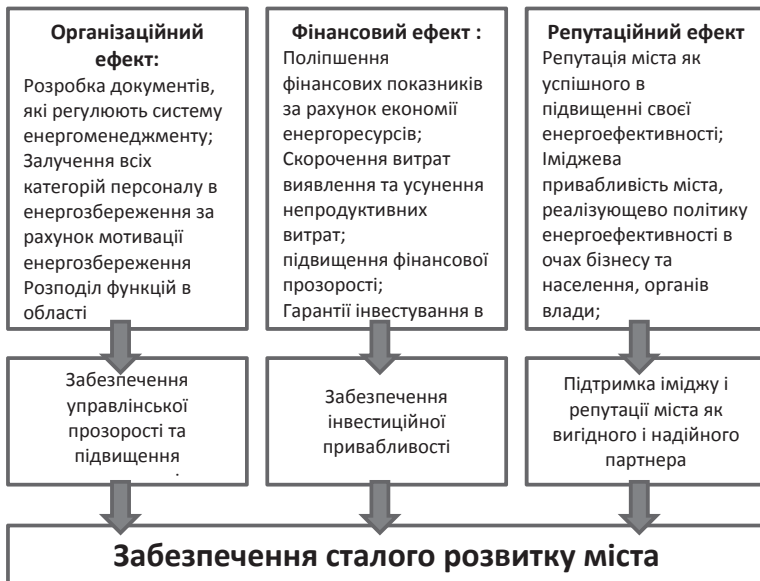 Організаційний
ефект:
Розробка документів,
які регулюють систему
енергоменеджменту;
Залучення всіх
категорій персоналу в
енергозбереження за
рахунок мотивації
енергозбереження
Розподіл функцій в
області
Фінансовий ефект :
Поліпшення
фінансових показників
за рахунок економії
енергоресурсів;
Скорочення витрат
виявлення та усунення
непродуктивних
витрат;
підвищення фінансової
прозорості;
Гарантії інвестування в
Репутаційний ефект
Репутація міста як
успішного в
підвищенні своєї
енергоефективності;
Іміджева
привабливість міста,
реалізующево політику
енергоефективності в
очах бізнесу та
населення, органів
влади;
Забезпечення
управлінської
прозорості та
підвищення
Забезпечення
інвестиційної
привабливості
Підтримка іміджу і
репутації міста як
вигідного і надійного
партнера
Забезпечення сталого розвитку міста